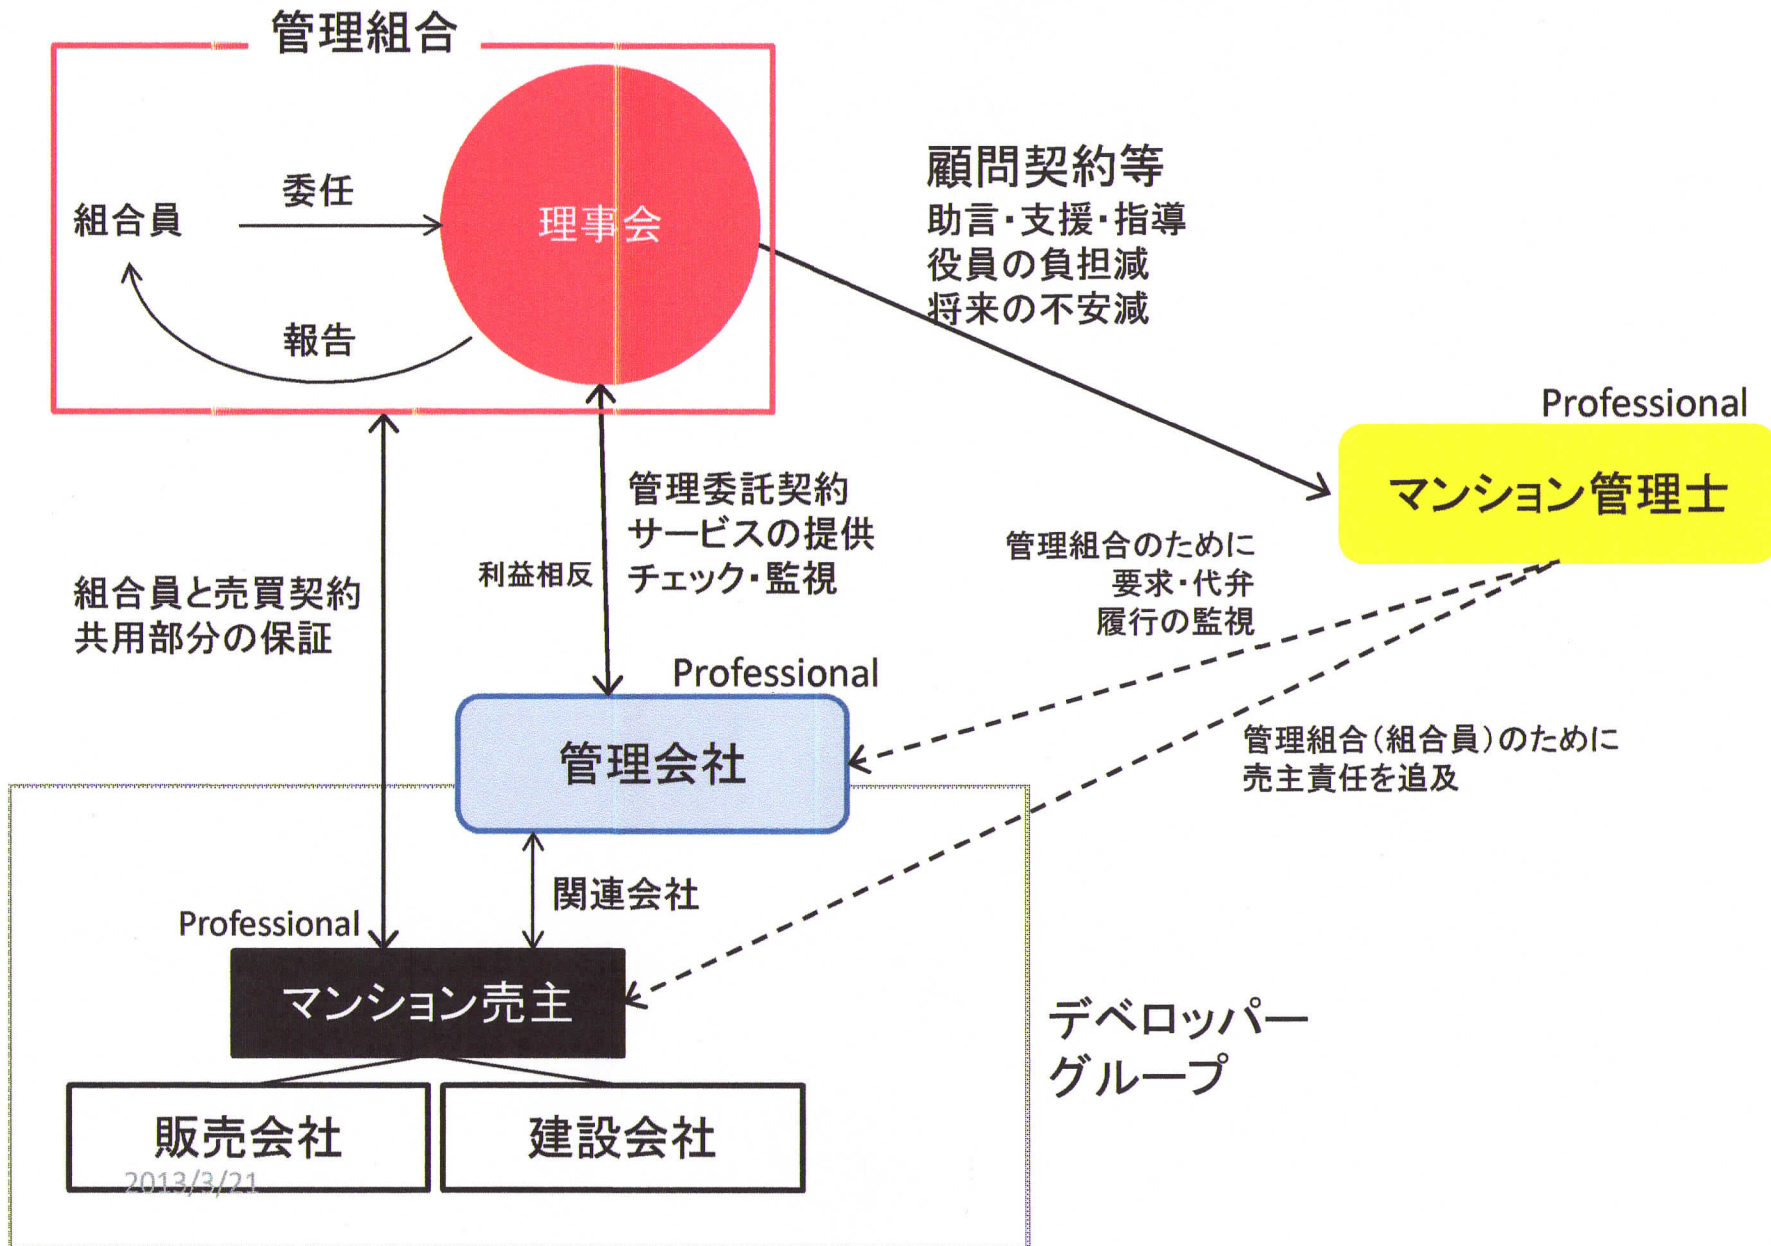 管理組合
組合員
委任
理事会
報告
顧問契約等
助言・支援・指導
役員の負担減
将来の不安減
Professional
マンション管理士
管理委託契約
サービスの提供
チェック・監視
利益相反
管理組合のために
要求・代弁
履行の監視
組合員と売買契約
共用部分の保証
Professional
管理会社
管理組合(組合員)のために
売主責任を追及
関連会社
Professional
マンション売主
デベロッパー
グループ
販売会社
建設会社
2013/3/21